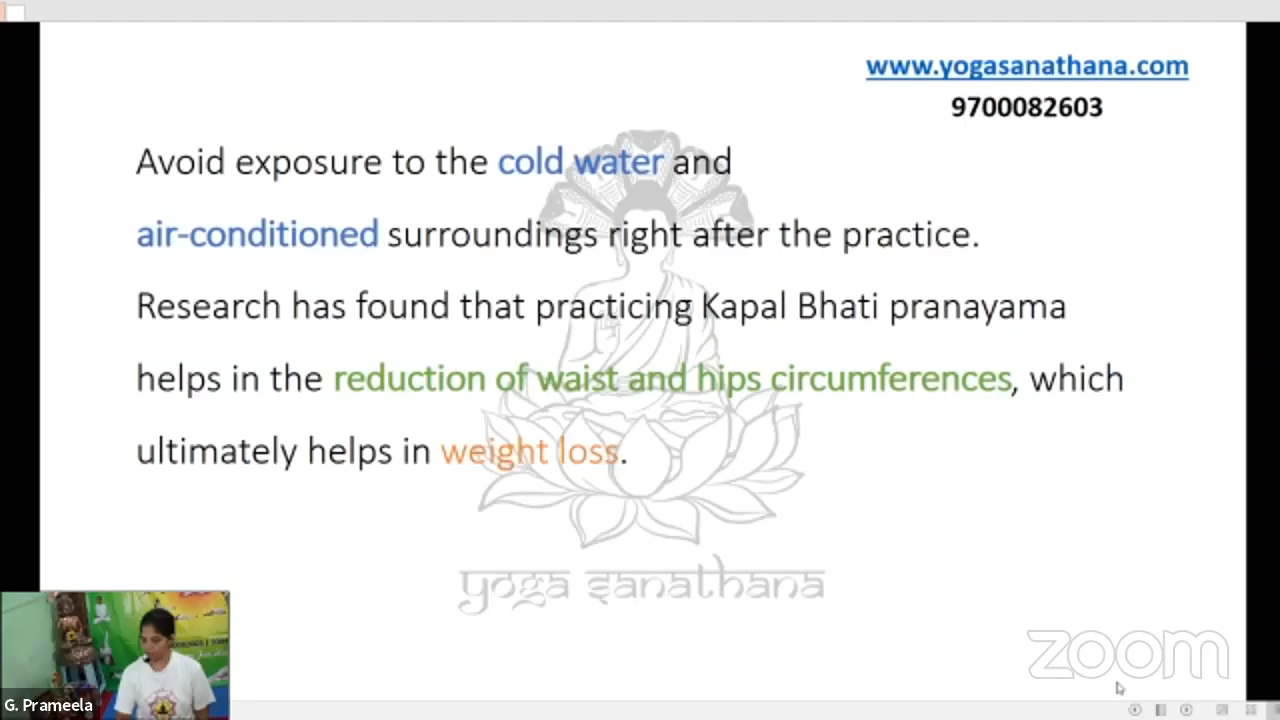 www.yogasanathana.com
9700082603
Avoid exposure to the cold water and
air-conditioned surroundings right after the practice.
Research has found that practicing Kapal Bhati pranayama
helps in the reduction of waist and hips circumferences, which
ultimately helps in weight loss.
yoga sanathana
zoom
G. Prameela